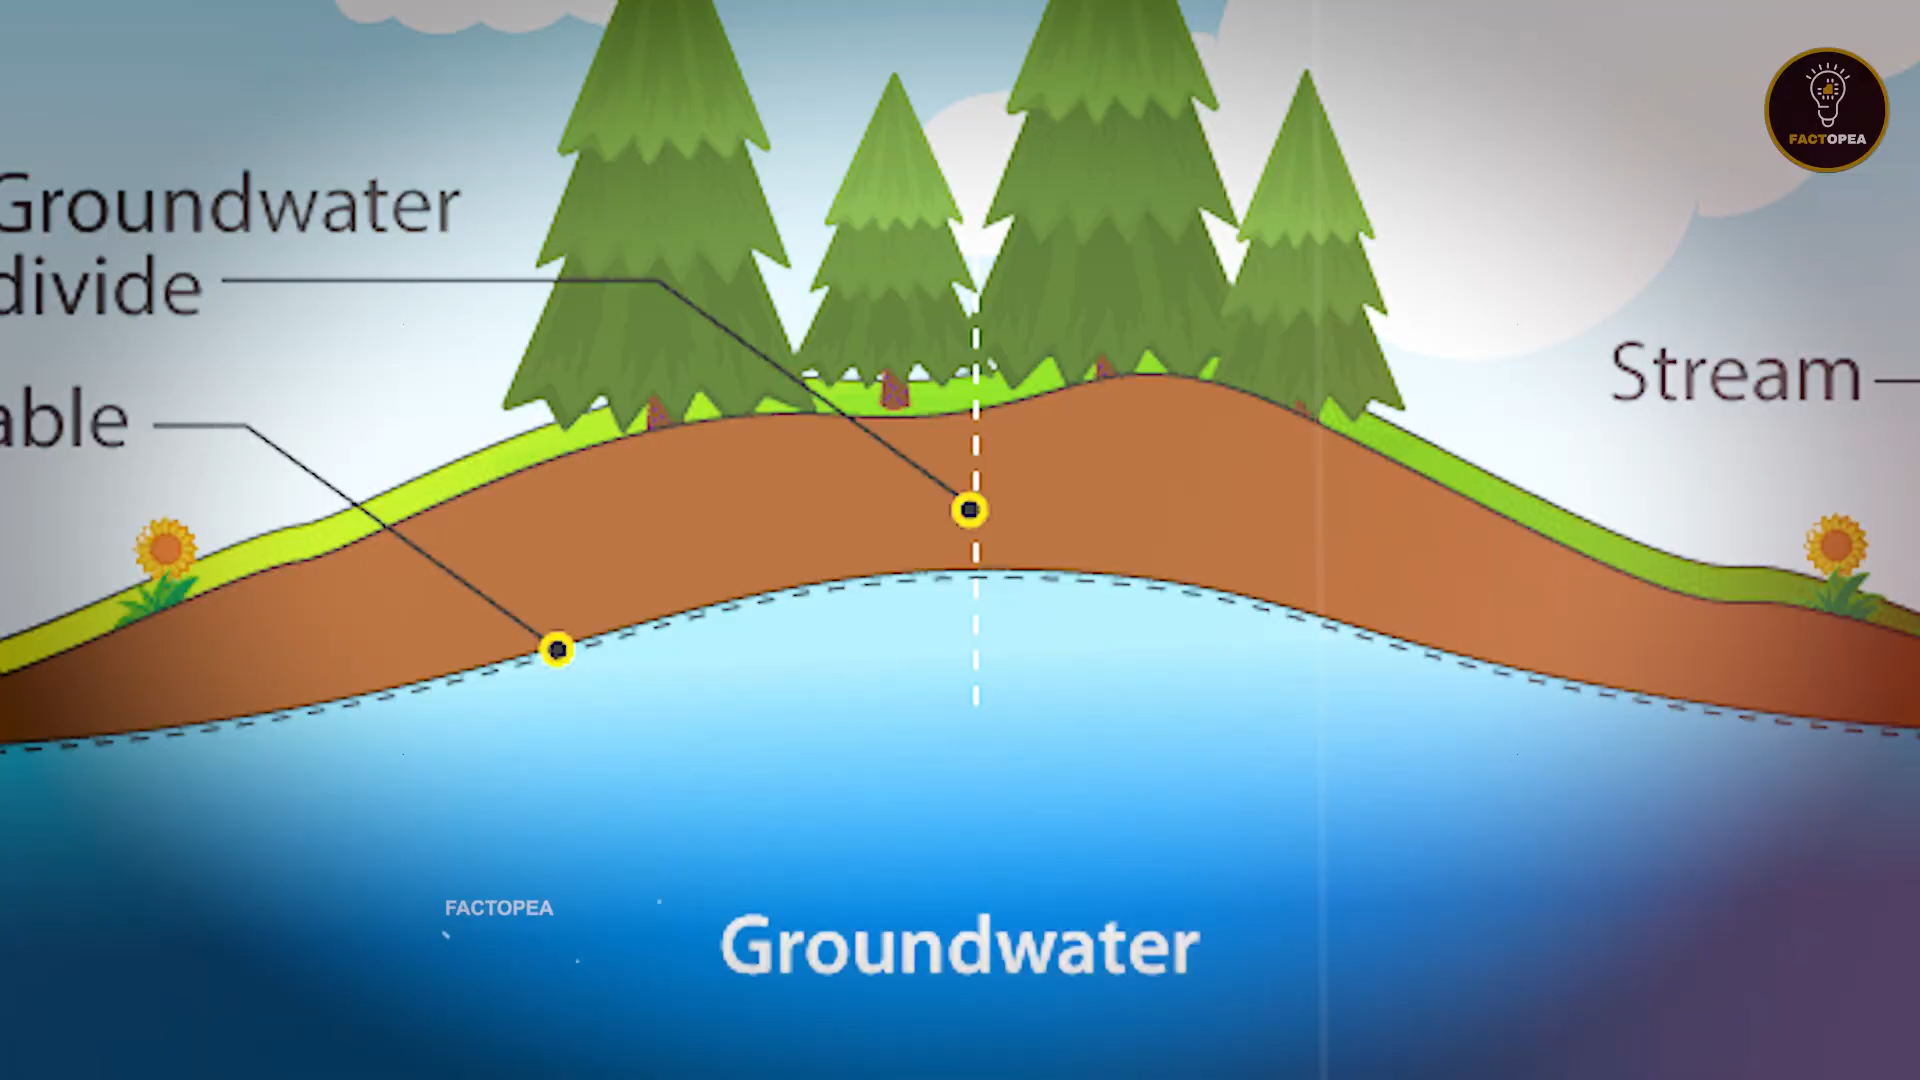 FACTOPEA
Groundwater
divide
Stream
able
FACTOPEA
Groundwater